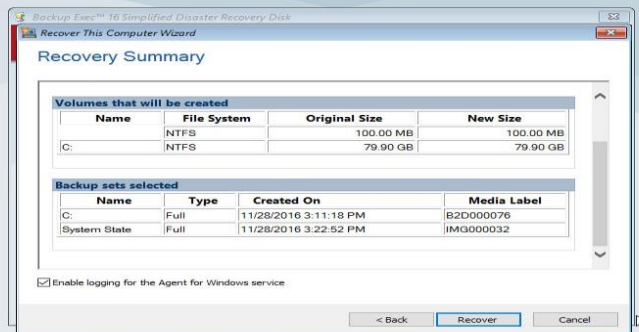 Backup Exec™ 16 Simplified Disaster Recovery Disk
Recover This Computer Wizard
Recovery Summary
Volumes that will be created
Name File System Original Size New Size
NTFS 100.00 MB 100.00 MB
C: NTFS 79.90 GB 79.90 GB
Backup sets selected
Name Type Created On Media Label
C: Full 11/28/2016 3:11:18 PM B2D000076
System State Full 11/28/2016 3:22:52 PM IMG000032
Enable logging for the Agent for Windows service
< Back Recover Cancel